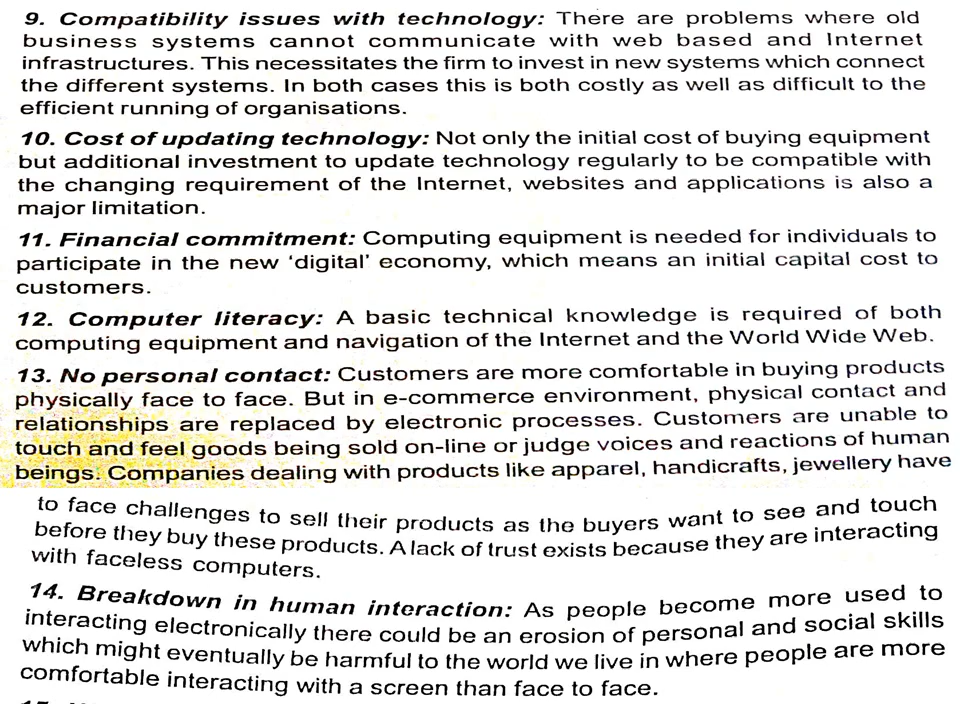 9. Compatibility issues with technology: There are problems where old
business systems cannot communicate with web based and Internet
infrastructures. This necessitates the firm to invest in new systems which connect
the different systems. In both cases this is both costly as well as difficult to the
efficient running of organisations.
10. Cost of updating technology: Not only the initial cost of buying equipment
but additional investment to update technology regularly to be compatible with
the changing requirement of the Internet, websites and applications is also a
major limitation.
11. Financial commitment: Computing equipment is needed for individuals to
participate in the new ‘digital’ economy, which means an initial capital cost to
customers.
12. Computer literacy: A basic technical knowledge is required of both
computing equipment and navigation of the Internet and the World Wide Web.
13. No personal contact: Customers are more comfortable in buying products
physically face to face. But in e-commerce environment, physical contact and
relationships are replaced by electronic processes. Customers are unable to
touch and feel goods being sold on-line or judge voices and reactions of human
beings. Companies dealing with products like apparel, handicrafts, jewellery have
to face challenges to sell their products as the buyers want to see and touch
before they buy these products. A lack of trust exists because they are interacting
with faceless computers.
14. Breakdown in human interaction: As people become more used to
interacting electronically there could be an erosion of personal and social skills
which might eventually be harmful to the world we live in where people are more
comfortable interacting with a screen than face to face.